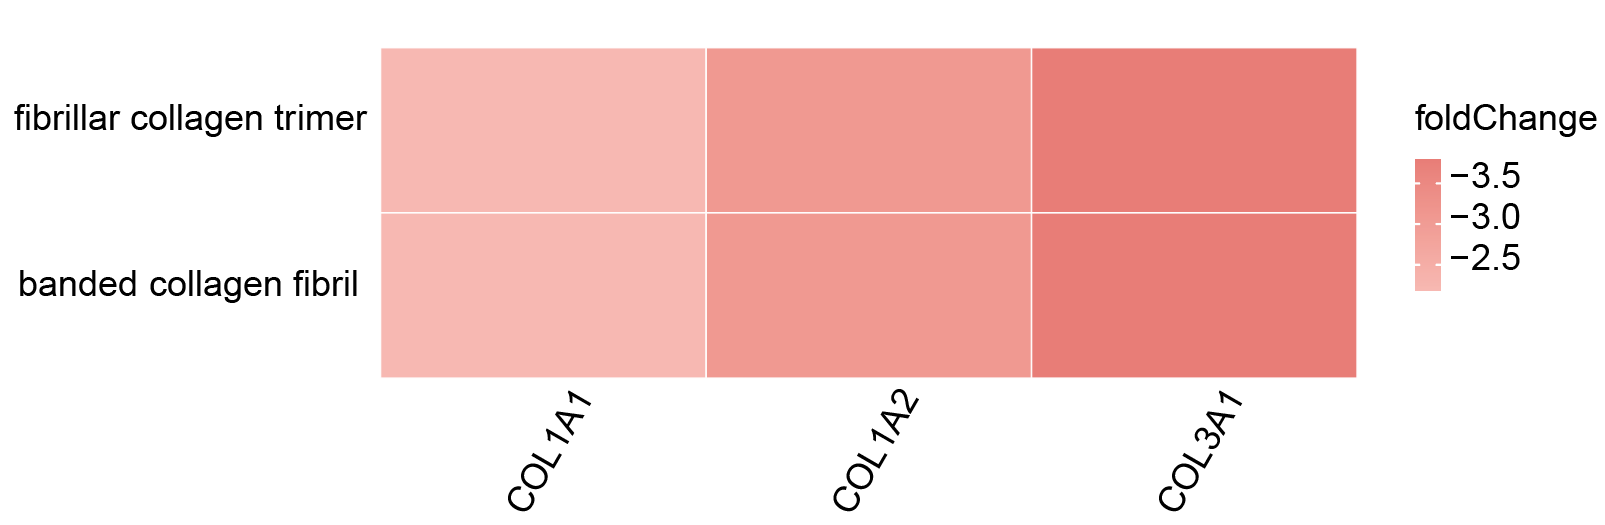 fibrillar collagen trimer
banded collagen fibril
COL1A1
COL1A2
COL3A1
foldChange
−3.5
−3.0
−2.5